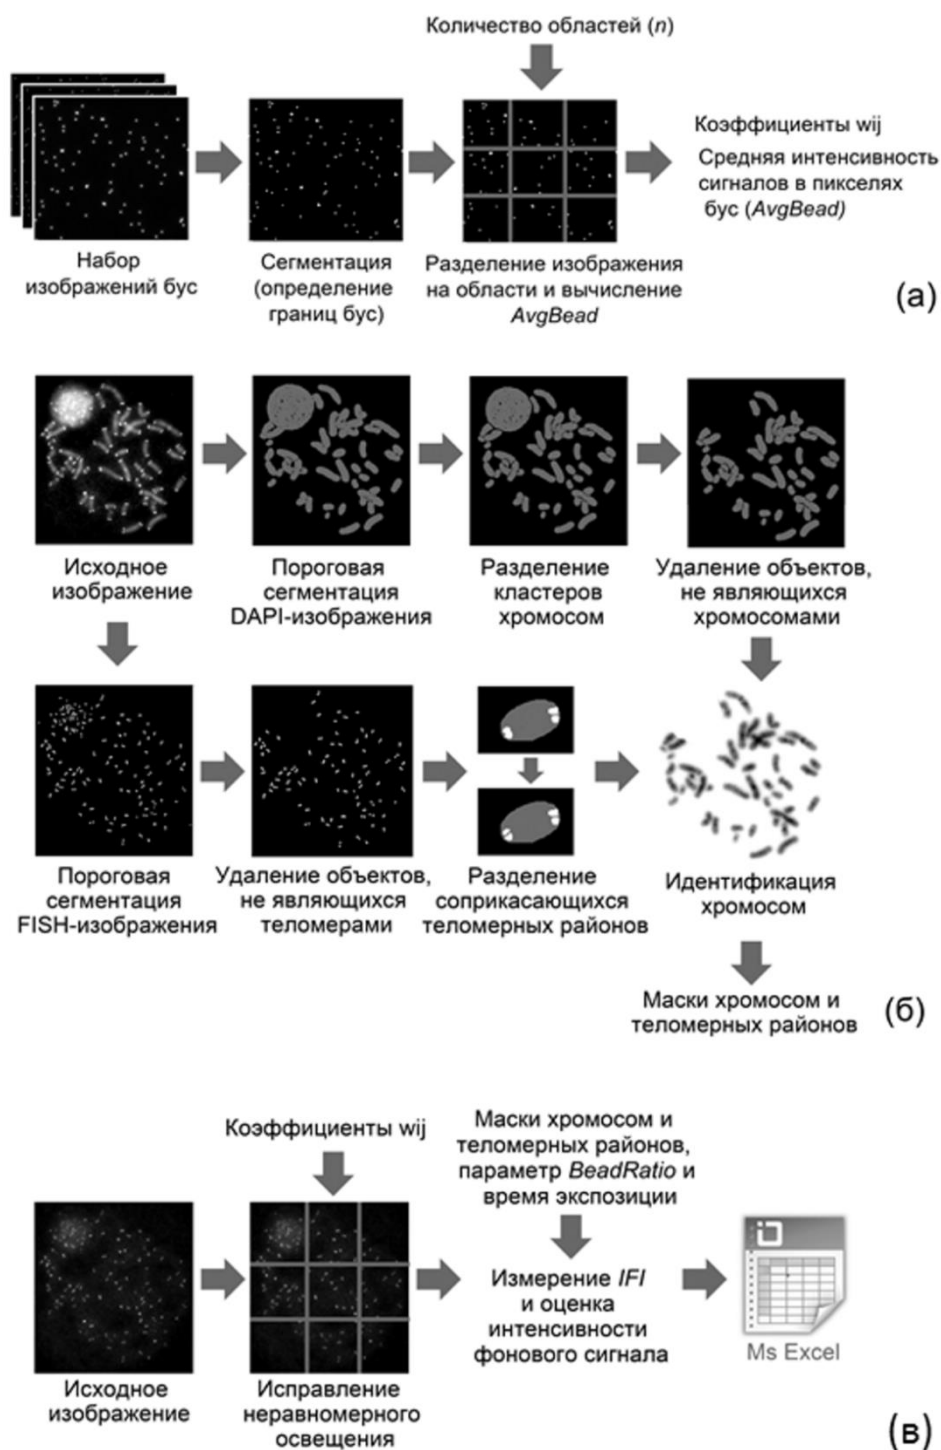 Количество областей (n)
Коэффициенты wij
Средняя интенсивность
сигналов в пикселях
бус (AvgBead)
Набор
изображений бус
Сегментация
(определение
границ бус)
Разделение изображения
на области и вычисление
AvgBead
(а)
Исходное
изображение
Пороговая
сегментация
DAPI-изображения
Разделение
кластеров
хромосом
Удаление объектов,
не являющихся
хромосомами
Пороговая
сегментация
FISH-изображения
Удаление объектов,
не являющихся
теломерами
Разделение
соприкасающихся
теломерных районов
Идентификация
хромосом
Маски хромосом и
теломерных районов
(б)
Коэффициенты wij
Маски хромосом и
теломерных районов,
параметр BeadRatio и
время экспозиции
Измерение IFI
и оценка
интенсивности
фонового сигнала
Ms Excel
Исходное
изображение
Исправление
неравномерного
освещения
(в)